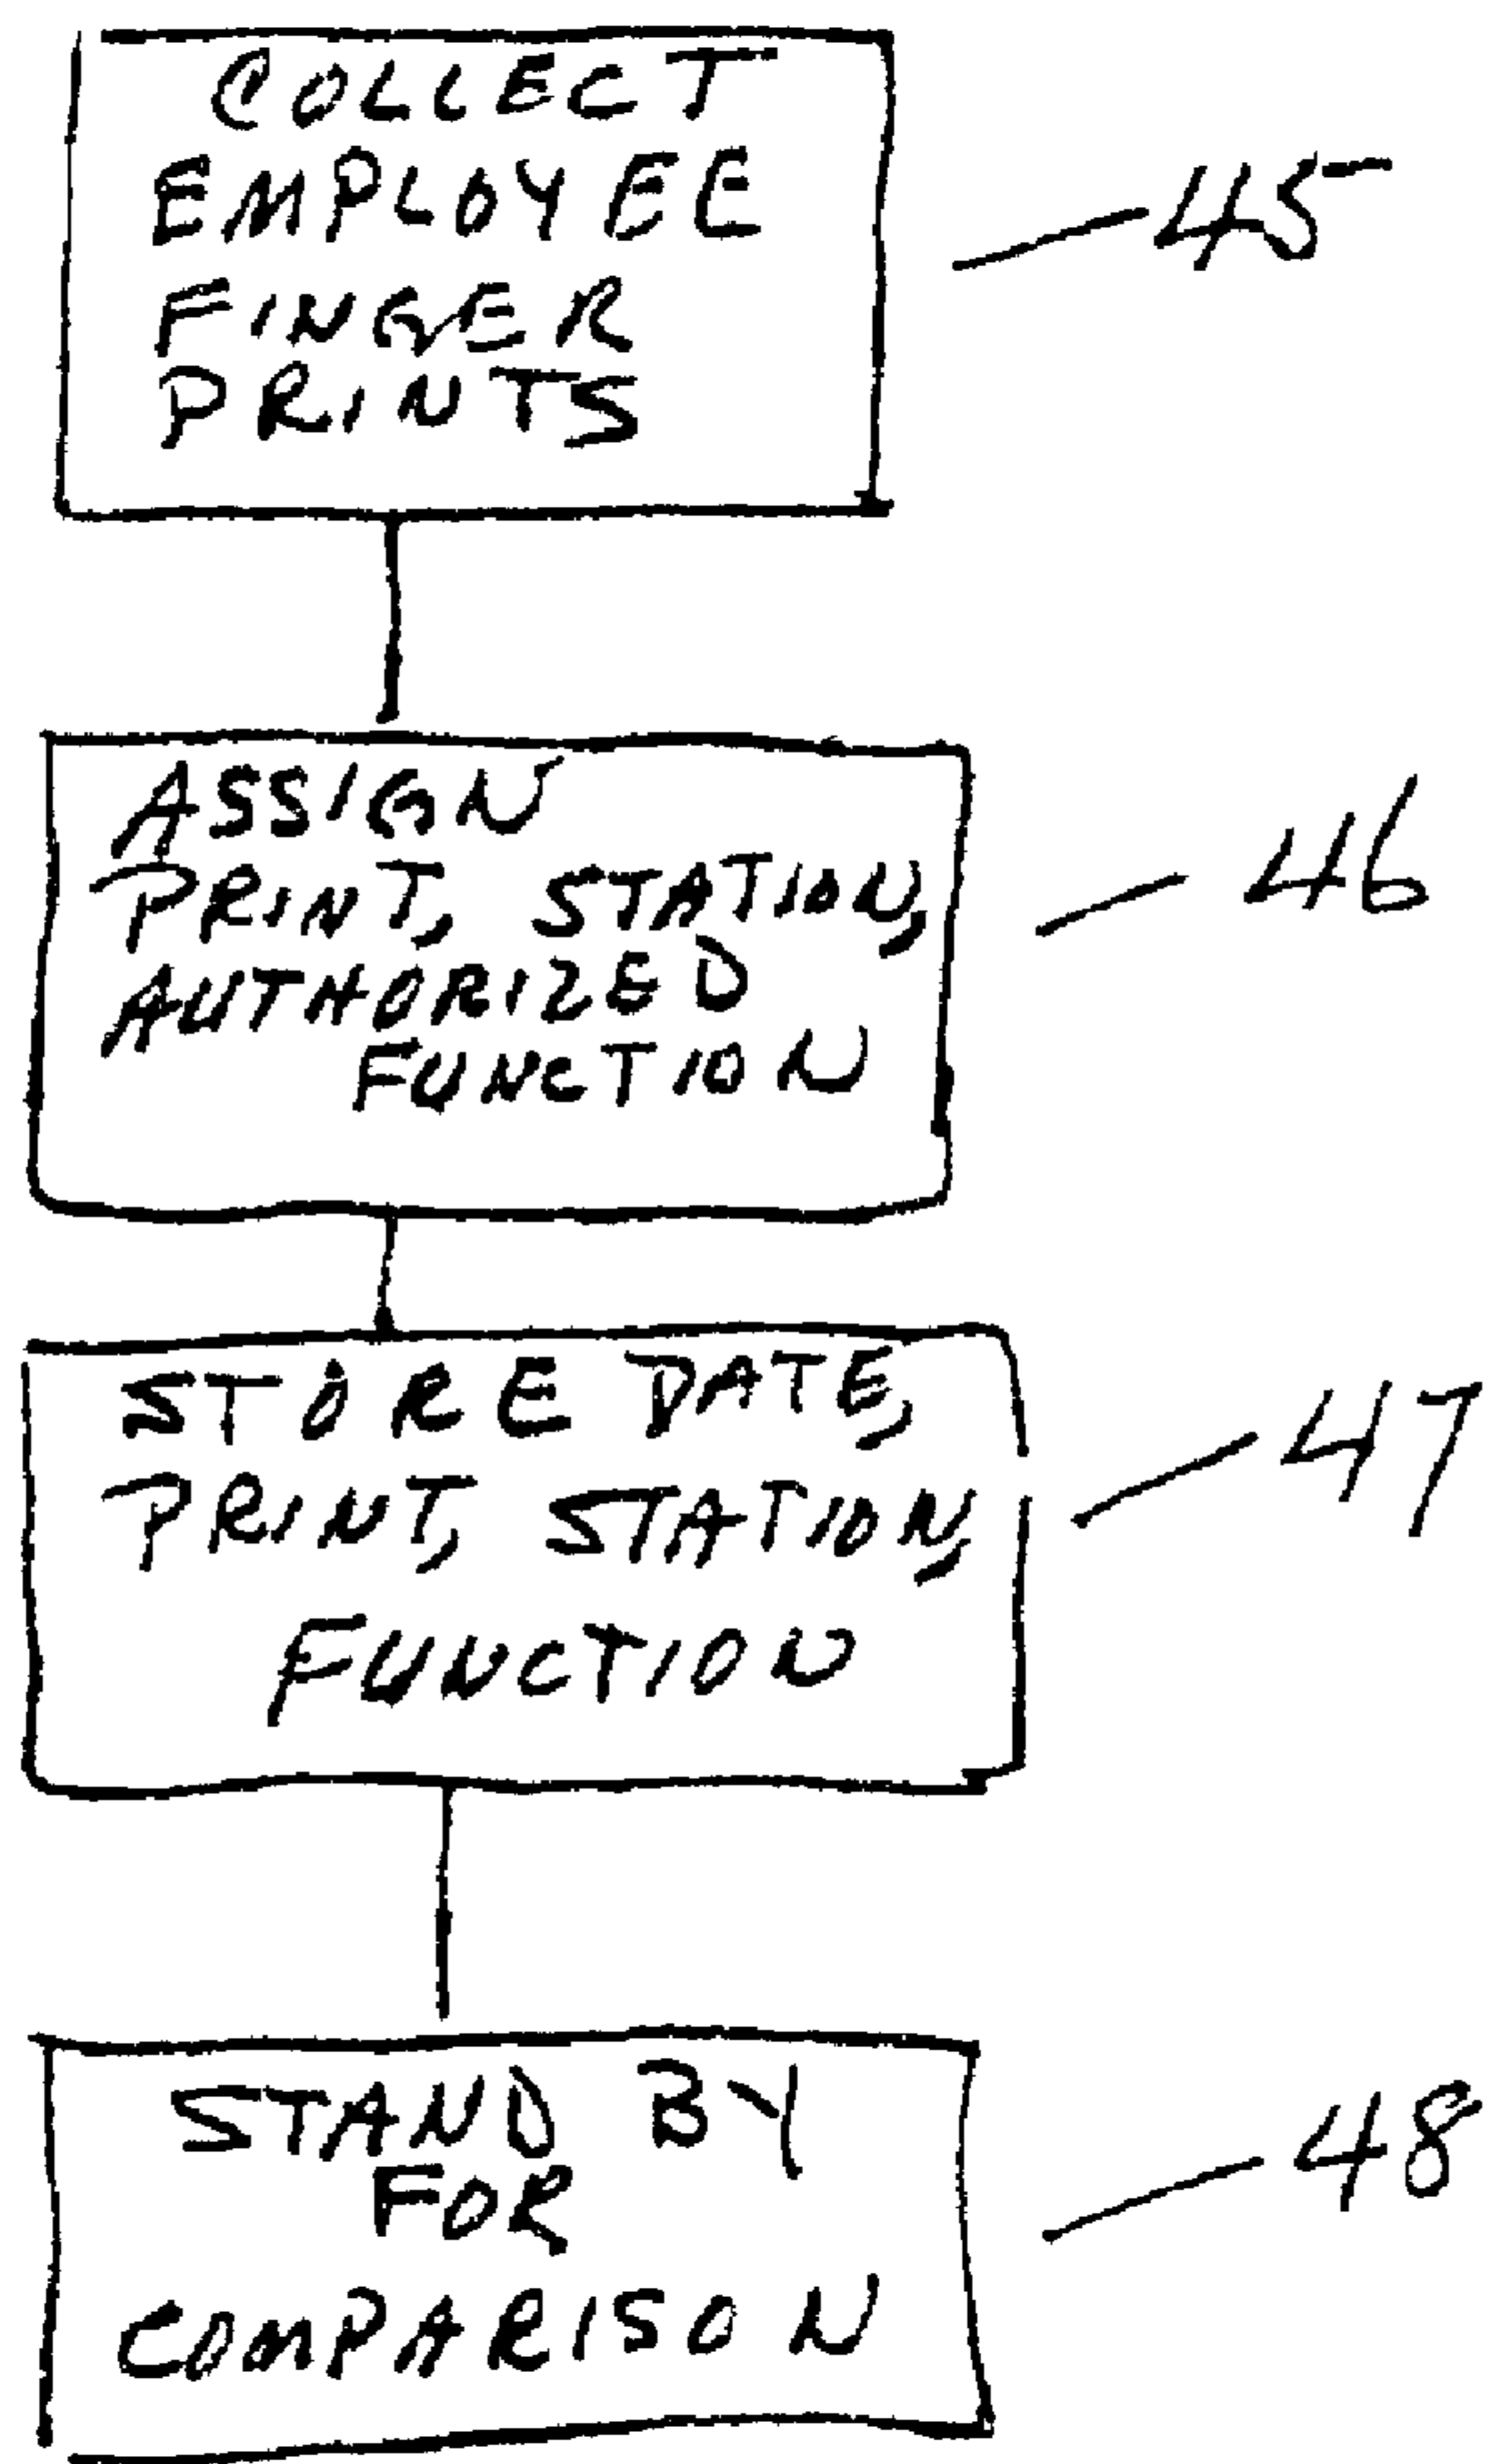 COLLECT
EMPLOYEE
FINGER
PRINTS
45
ASSIGN
PRINT, STATION,
AUTHORIZED
FUNCTION
46
STORE DATE,
PRINT, STATION,
FUNCTION
47
STAND BY
FOR
COMPARISON
48